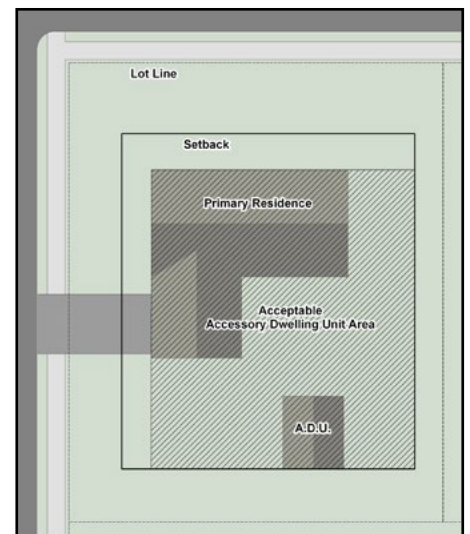 Lot Line
Setback
Primary Residence
Acceptable
Accessory Dwelling Unit Area
A.D.U.